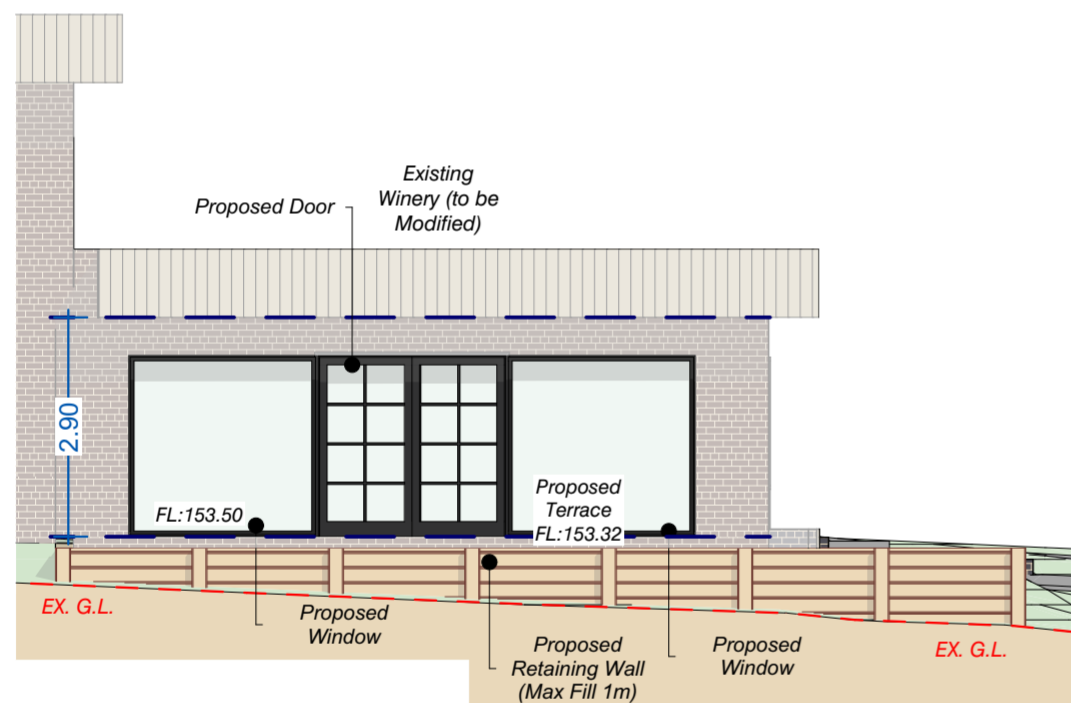 Existing
Winery (to be
Modified)
Proposed Door
2.90
FL:153.50
Proposed
Terrace
FL:153.32
EX. G.L.
Proposed
Window
Proposed
Retaining Wall
(Max Fill 1m)
Proposed
Window
EX. G.L.